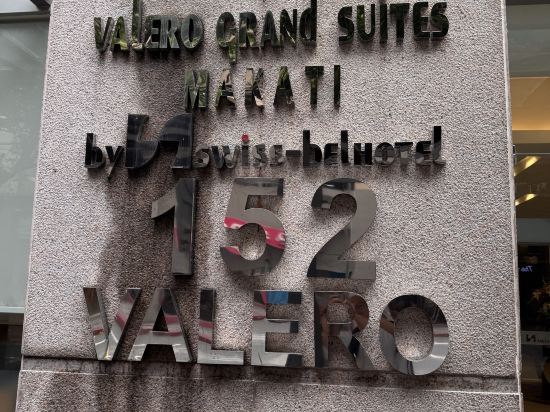 VALERO GRAND SUITES
MAKATI
by swiss-belHOTEL
152
VALERO